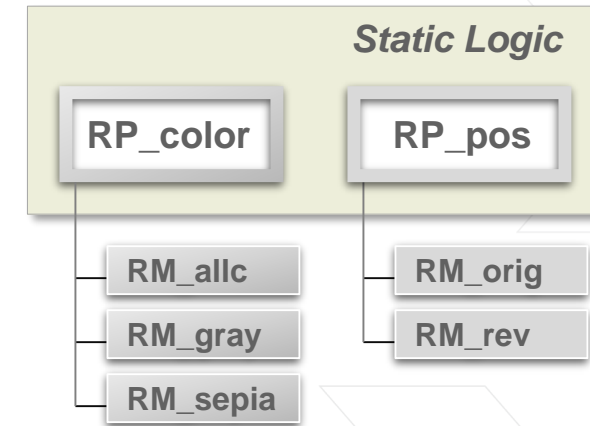 Static Logic
RP_color
RP_pos
RM_allc
RM_gray
RM_sepia
RM_orig
RM_rev